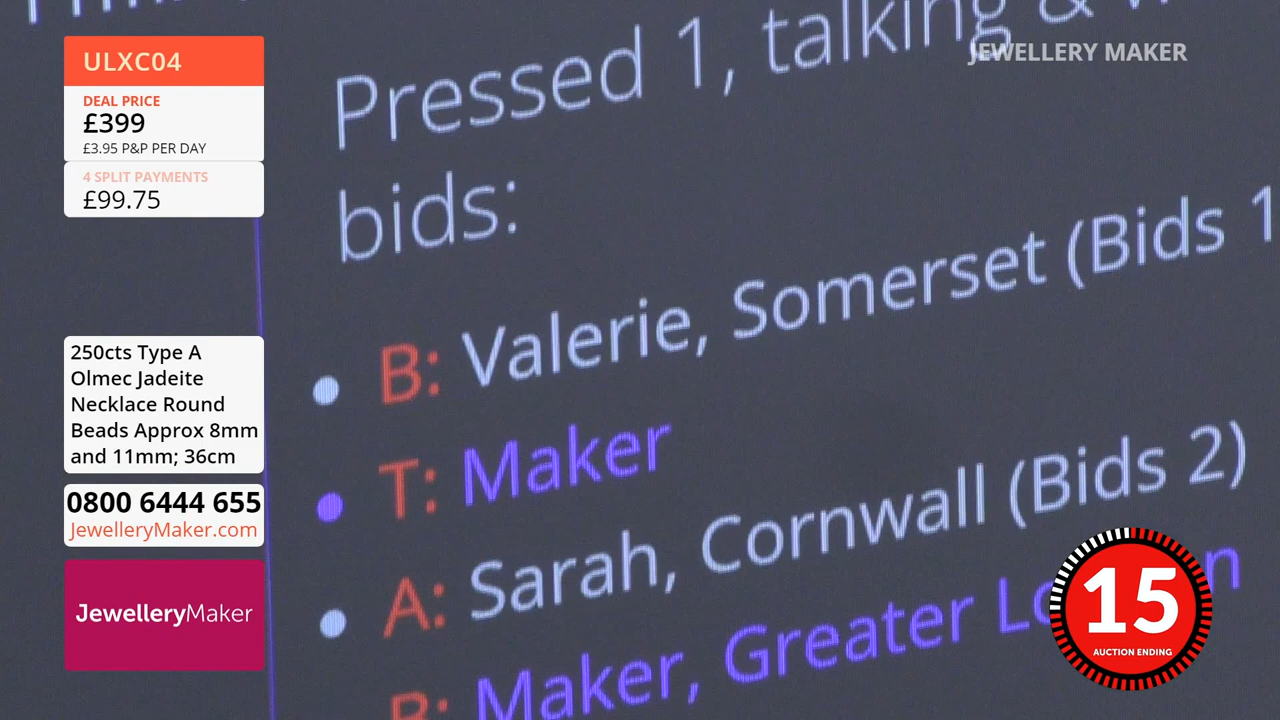 ULXC04
DEAL PRICE
£399
£3.95 P&P PER DAY
4 SPLIT PAYMENTS
£99.75
250cts Type A
Olmec Jadeite
Necklace Round
Beads Approx 8mm
and 11mm; 36cm
0800 6444 655
JewelleryMaker.com
JewelleryMaker
JEWELLERY MAKER
Pressed 1, talking &
bids:
B: Valerie, Somerset (Bids 1
T: Maker
A: Sarah, Cornwall (Bids 2)
B: Maker, Greater
15
AUCTION ENDING